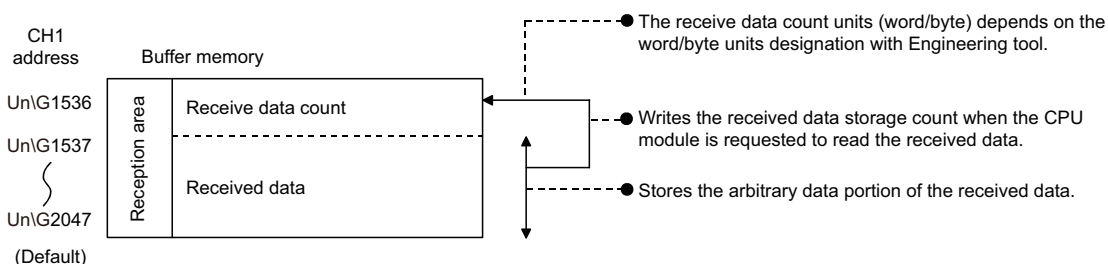 The receive data count units (word/byte) depends on the
word/byte units designation with Engineering tool.
CH1
address
Buffer memory
Un\G1536
Receive data count
Writes the received data storage count when the CPU
module is requested to read the received data.
Un\G1537
Reception area
Received data
Stores the arbitrary data portion of the received data.
Un\G2047
(Default)